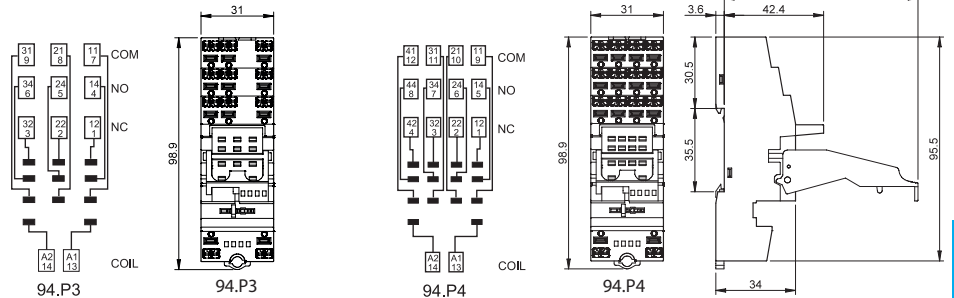 31 21 11 COM
9 8 7
34 24 14 NO
6 5 4
32 22 12 NC
3 2 1
A2 A1 COIL
14 13
94.P3
31
98.9
94.P3
41 31 21 11 COM
12 11 10 9
44 34 24 14 NO
8 7 6 5
42 32 22 12 NC
4 3 2 1
A2 A1 COIL
14 13
94.P4
31
98.9
94.P4
3.6 42.4
30.5
35.5
95.5
34